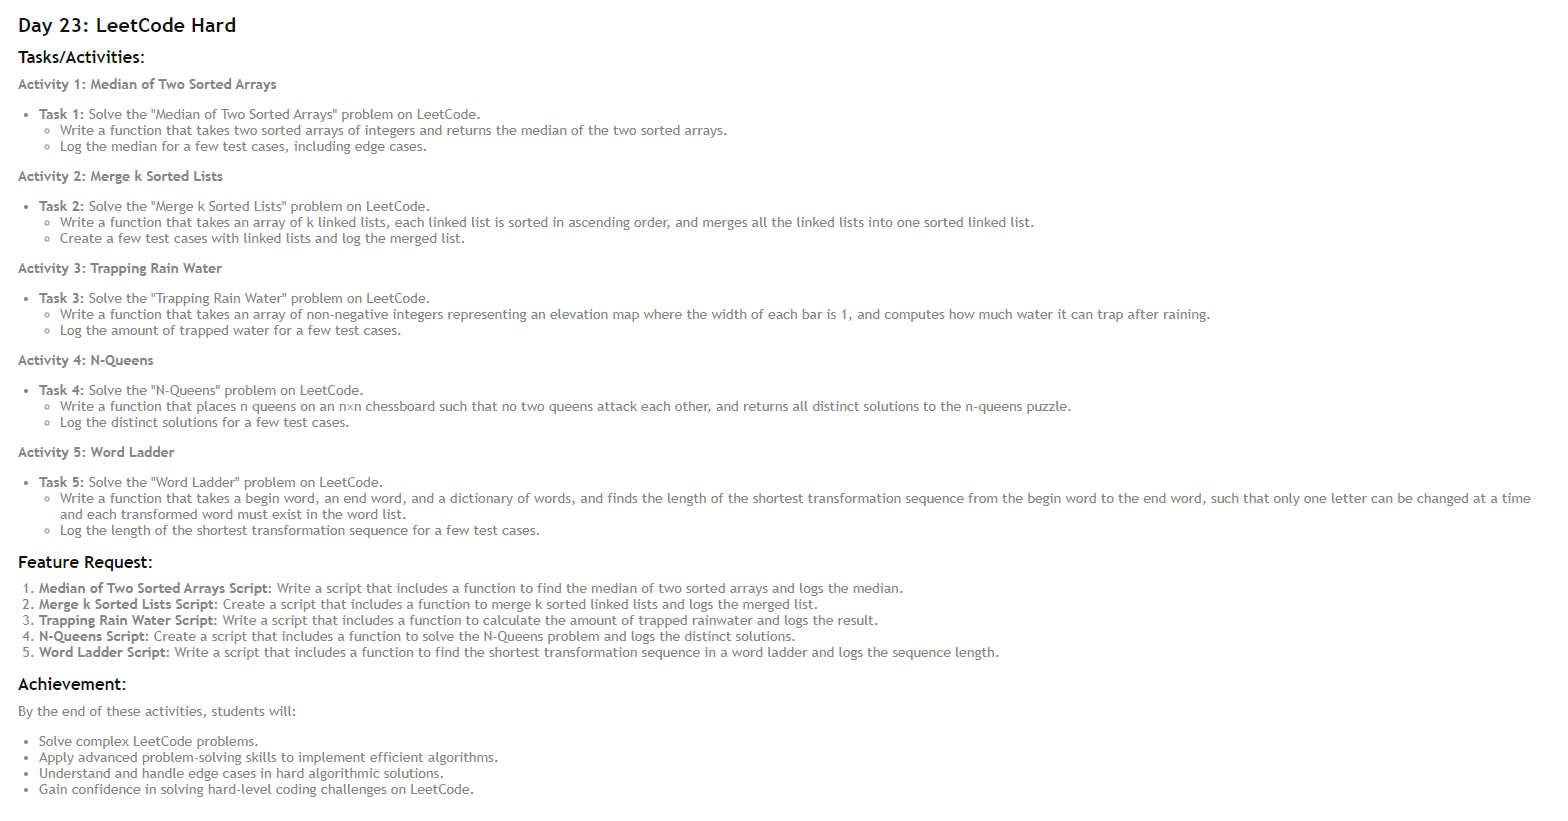 Day 23: LeetCode Hard
Tasks/Activities:
Activity 1: Median of Two Sorted Arrays
• Task 1: Solve the "Median of Two Sorted Arrays" problem on LeetCode.
◦ Write a function that takes two sorted arrays of integers and returns the median of the two sorted arrays.
◦ Log the median for a few test cases, including edge cases.
Activity 2: Merge k Sorted Lists
• Task 2: Solve the "Merge k Sorted Lists" problem on LeetCode.
◦ Write a function that takes an array of k linked lists, each linked list is sorted in ascending order, and merges all the linked lists into one sorted linked list.
◦ Create a few test cases with linked lists and log the merged list.
Activity 3: Trapping Rain Water
• Task 3: Solve the "Trapping Rain Water" problem on LeetCode.
◦ Write a function that takes an array of non-negative integers representing an elevation map where the width of each bar is 1, and computes how much water it can trap after raining.
◦ Log the amount of trapped water for a few test cases.
Activity 4: N-Queens
• Task 4: Solve the "N-Queens" problem on LeetCode.
◦ Write a function that places n queens on an n×n chessboard such that no two queens attack each other, and returns all distinct solutions to the n-queens puzzle.
◦ Log the distinct solutions for a few test cases.
Activity 5: Word Ladder
• Task 5: Solve the "Word Ladder" problem on LeetCode.
◦ Write a function that takes a begin word, an end word, and a dictionary of words, and finds the length of the shortest transformation sequence from the begin word to the end word, such that only one letter can be changed at a time
and each transformed word must exist in the word list.
◦ Log the length of the shortest transformation sequence for a few test cases.
Feature Request:
1. Median of Two Sorted Arrays Script: Write a script that includes a function to find the median of two sorted arrays and logs the median.
2. Merge k Sorted Lists Script: Create a script that includes a function to merge k sorted linked lists and logs the merged list.
3. Trapping Rain Water Script: Write a script that includes a function to calculate the amount of trapped rainwater and logs the result.
4. N-Queens Script: Create a script that includes a function to solve the N-Queens problem and logs the distinct solutions.
5. Word Ladder Script: Write a script that includes a function to find the shortest transformation sequence in a word ladder and logs the sequence length.
Achievement:
By the end of these activities, students will:
• Solve complex LeetCode problems.
• Apply advanced problem-solving skills to implement efficient algorithms.
• Understand and handle edge cases in hard algorithmic solutions.
• Gain confidence in solving hard-level coding challenges on LeetCode.